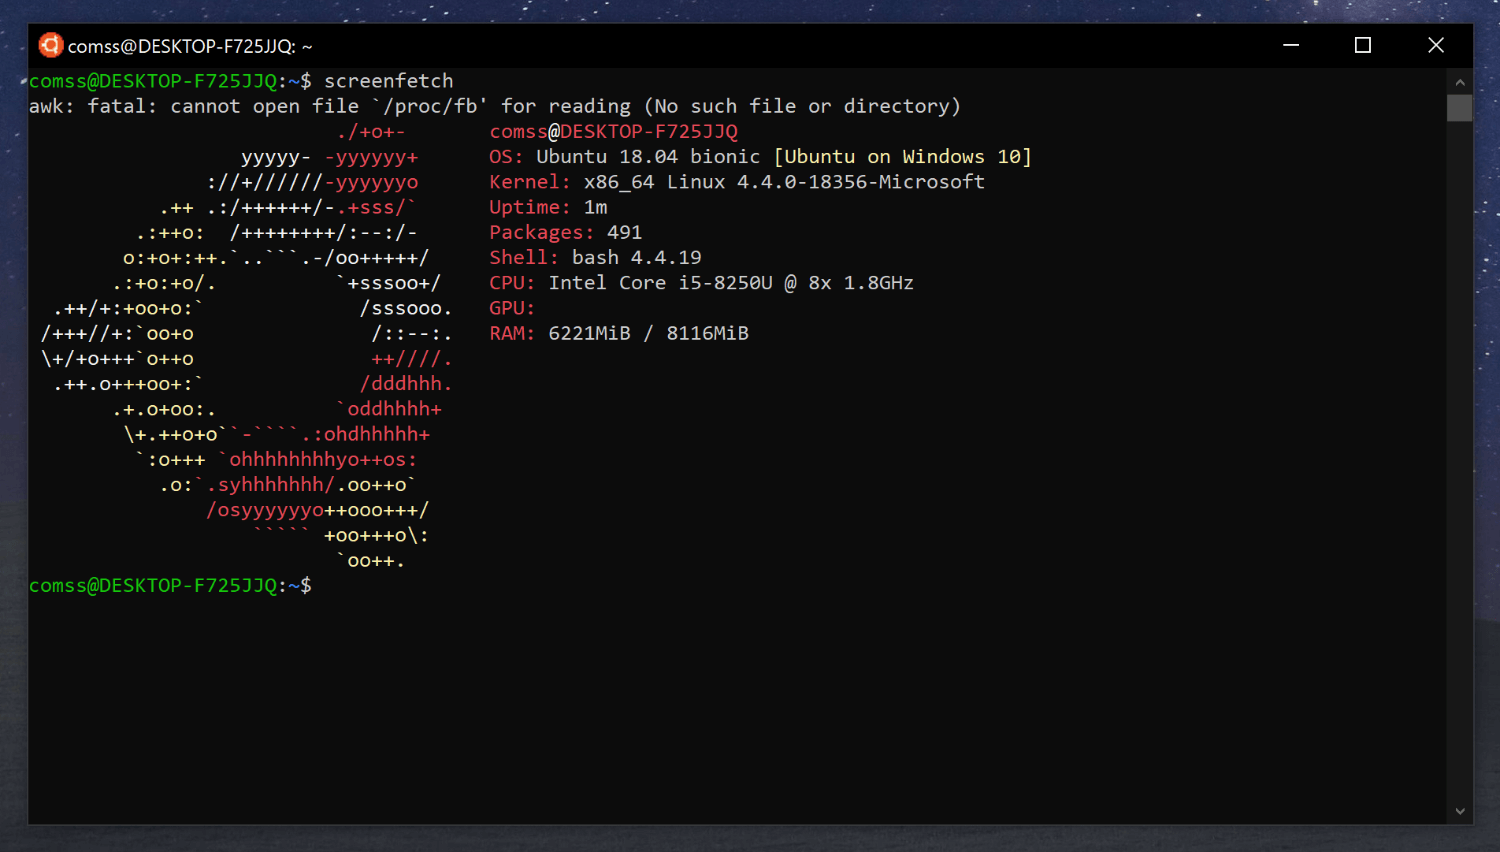 comss@DESKTOP-F725JJQ: ~
comss@DESKTOP-F725JJQ:~$ screenfetch
awk: fatal: cannot open file `/proc/fb' for reading (No such file or directory)
                          ./+o+-       comss@DESKTOP-F725JJQ
                  yyyyy- -yyyyyy+      OS: Ubuntu 18.04 bionic [Ubuntu on Windows 10]
               ://+//////-yyyyyyo      Kernel: x86_64 Linux 4.4.0-18356-Microsoft
           .++ .:/++++++/-.+sss/`      Uptime: 1m
         .:++o:  /++++++++/:--:/-      Packages: 491
        o:+o+:++.`..```.-/oo+++++/     Shell: bash 4.4.19
       .:+o:+o/.          `+sssoo+/    CPU: Intel Core i5-8250U @ 8x 1.8GHz
  .++/+:+oo+o:`             /sssooo.   GPU:
 /+++//+:`oo+o               /::--:.   RAM: 6221MiB / 8116MiB
 \+/+o+++`o++o               ++////.
  .++.o+++oo+:`             /dddhhh.
       .+.o+oo:.          `oddhhhh+
        \+.++o+o``-````.:ohdhhhhh+
         `:o+++ `ohhhhhhhhyo++os:
           .o:`.syhhhhhhh/.oo++o`
               /osyyyyyyo++ooo+++/
                   ````` +oo+++o\:
                          `oo++.
comss@DESKTOP-F725JJQ:~$